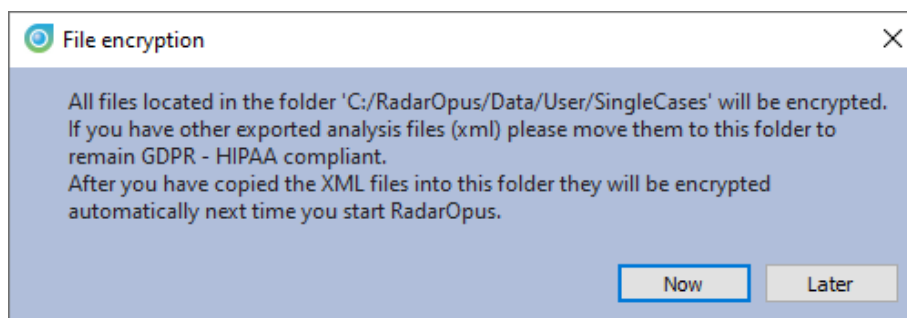 File encryption
All files located in the folder 'C:/RadarOpus/Data/User/SingleCases' will be encrypted.
If you have other exported analysis files (xml) please move them to this folder to
remain GDPR - HIPAA compliant.
After you have copied the XML files into this folder they will be encrypted
automatically next time you start RadarOpus.
Now Later